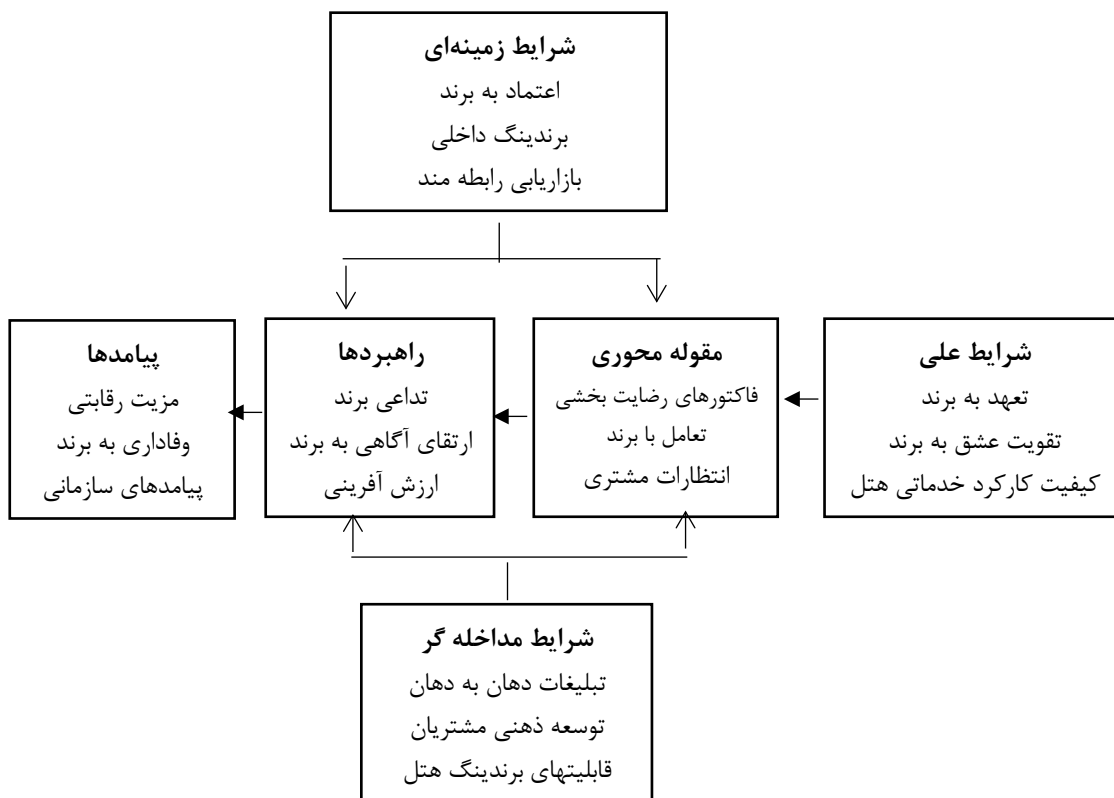 شرایط زمینه‌ای
اعتماد به برند
برندینگ داخلی
بازاریابی رابطه مند
شرایط علی
تعهد به برند
تقویت عشق به برند
کیفیت کارکرد خدماتی هتل
مقوله محوری
فاکتورهای رضایت بخشی
تعامل با برند
انتظارات مشتری
راهبردها
تداعی برند
ارتقای آگاهی به برند
ارزش آفرینی
پیامدها
مزیت رقابتی
وفاداری به برند
پیامدهای سازمانی
شرایط مداخله گر
تبلیغات دهان به دهان
توسعه ذهنی مشتریان
قابلیتهای برندینگ هتل